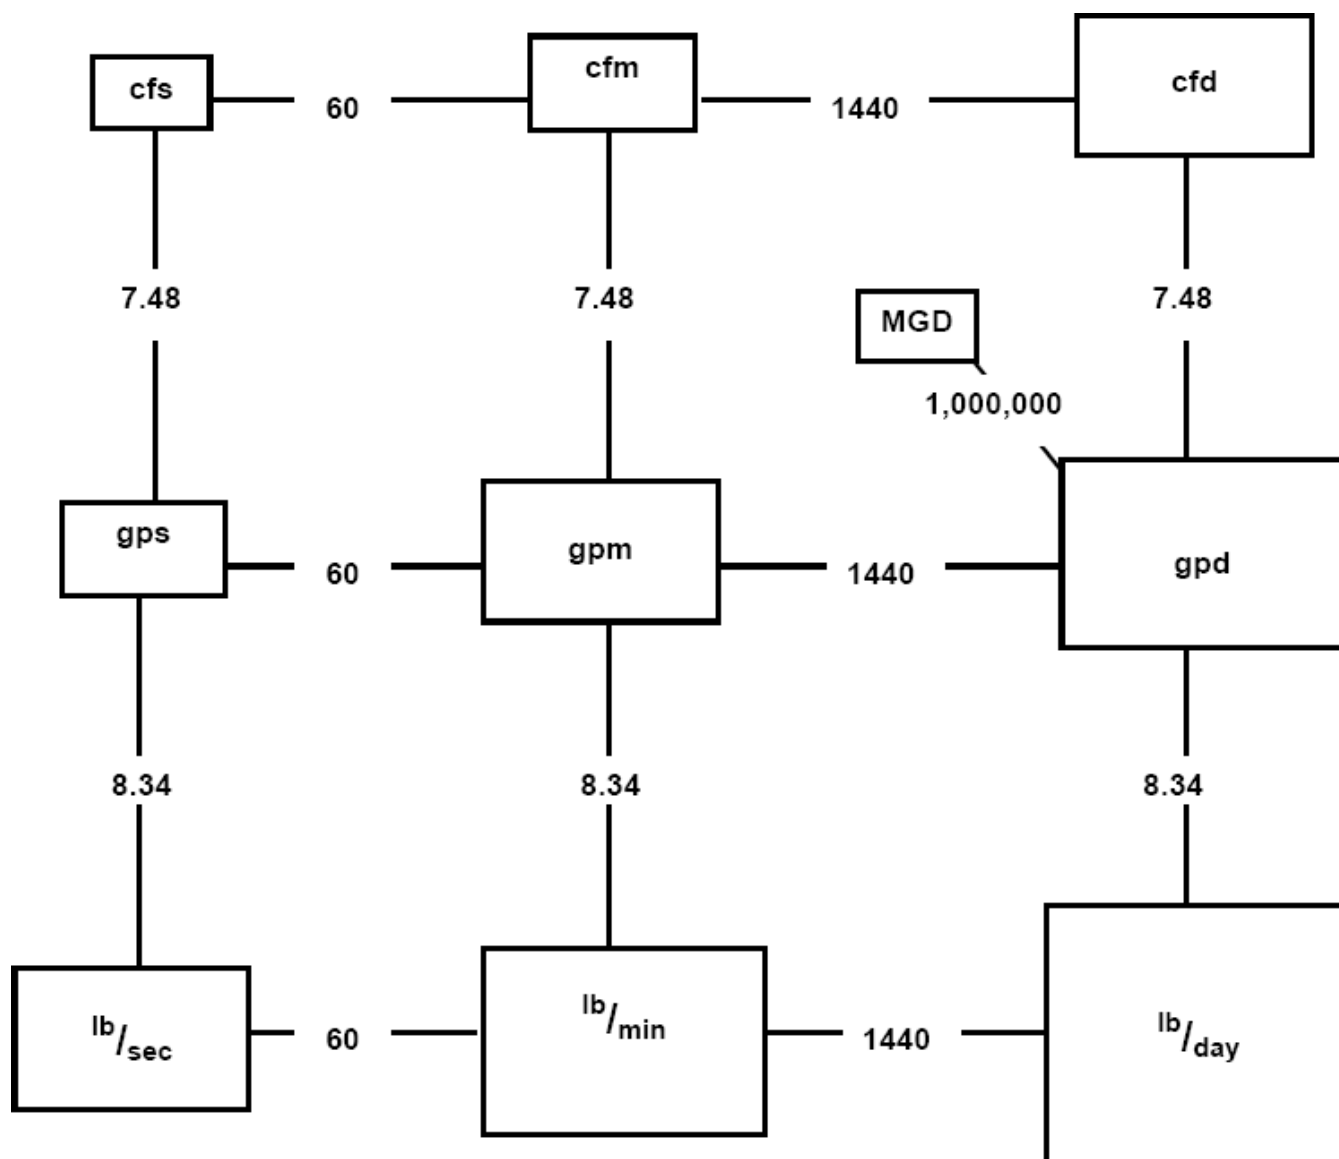 cfs
60
cfm
1440
cfd
7.48
7.48
7.48
MGD
1,000,000
gps
60
gpm
1440
gpd
8.34
8.34
8.34
lb/sec
60
lb/min
1440
lb/day